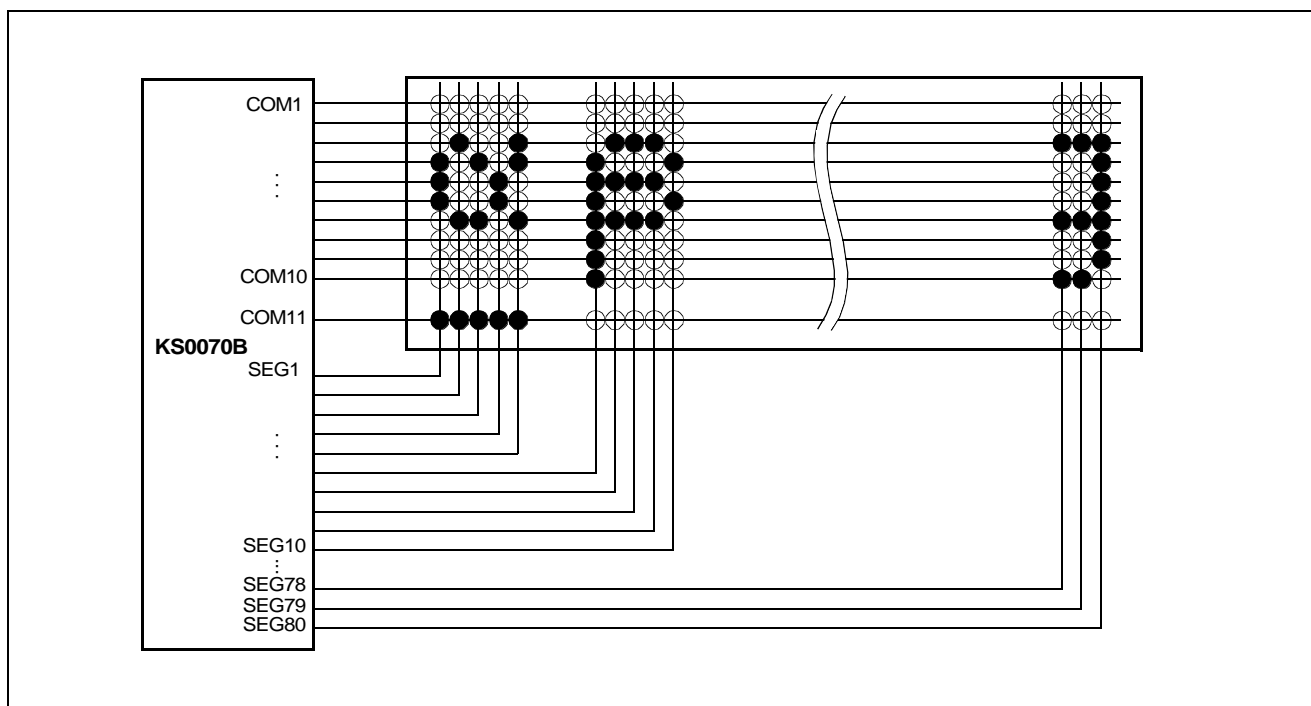 COM1
⋮
COM10
COM11
KS0070B
SEG1
⋮
SEG10
⋮
SEG78
SEG79
SEG80